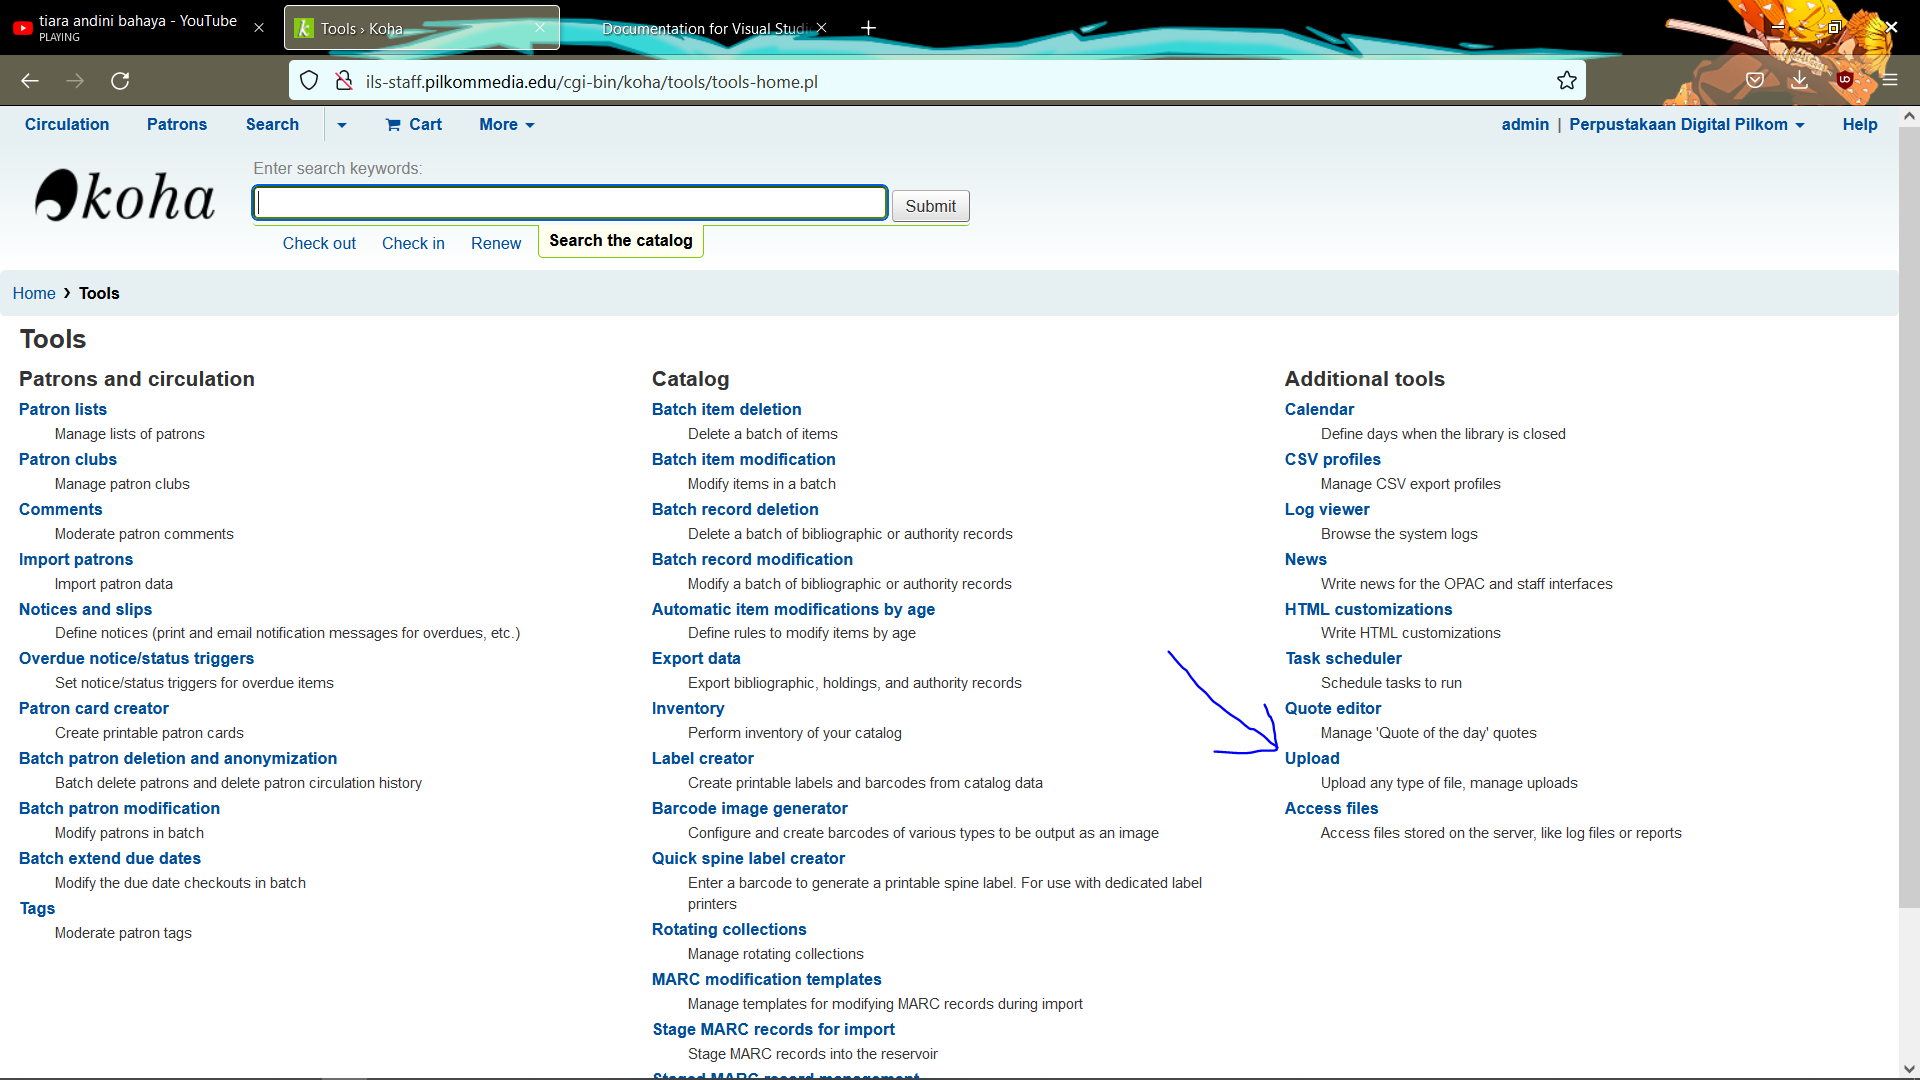 tiara andini bahaya - YouTube
PLAYING
Tools › Koha
Documentation for Visual Studi
ils-staff.pilkommedia.edu/cgi-bin/koha/tools/tools-home.pl
Circulation Patrons Search Cart More admin | Perpustakaan Digital Pilkom Help
koha
Enter search keywords:
Submit
Check out Check in Renew Search the catalog
Home › Tools
Tools
Patrons and circulation
Patron lists
Manage lists of patrons
Patron clubs
Manage patron clubs
Comments
Moderate patron comments
Import patrons
Import patron data
Notices and slips
Define notices (print and email notification messages for overdues, etc.)
Overdue notice/status triggers
Set notice/status triggers for overdue items
Patron card creator
Create printable patron cards
Batch patron deletion and anonymization
Batch delete patrons and delete patron circulation history
Batch patron modification
Modify patrons in batch
Batch extend due dates
Modify the due date checkouts in batch
Tags
Moderate patron tags
Catalog
Batch item deletion
Delete a batch of items
Batch item modification
Modify items in a batch
Batch record deletion
Delete a batch of bibliographic or authority records
Batch record modification
Modify a batch of bibliographic or authority records
Automatic item modifications by age
Define rules to modify items by age
Export data
Export bibliographic, holdings, and authority records
Inventory
Perform inventory of your catalog
Label creator
Create printable labels and barcodes from catalog data
Barcode image generator
Configure and create barcodes of various types to be output as an image
Quick spine label creator
Enter a barcode to generate a printable spine label. For use with dedicated label
printers
Rotating collections
Manage rotating collections
MARC modification templates
Manage templates for modifying MARC records during import
Stage MARC records for import
Stage MARC records into the reservoir
Staged MARC record management
Additional tools
Calendar
Define days when the library is closed
CSV profiles
Manage CSV export profiles
Log viewer
Browse the system logs
News
Write news for the OPAC and staff interfaces
HTML customizations
Write HTML customizations
Task scheduler
Schedule tasks to run
Quote editor
Manage 'Quote of the day' quotes
Upload
Upload any type of file, manage uploads
Access files
Access files stored on the server, like log files or reports